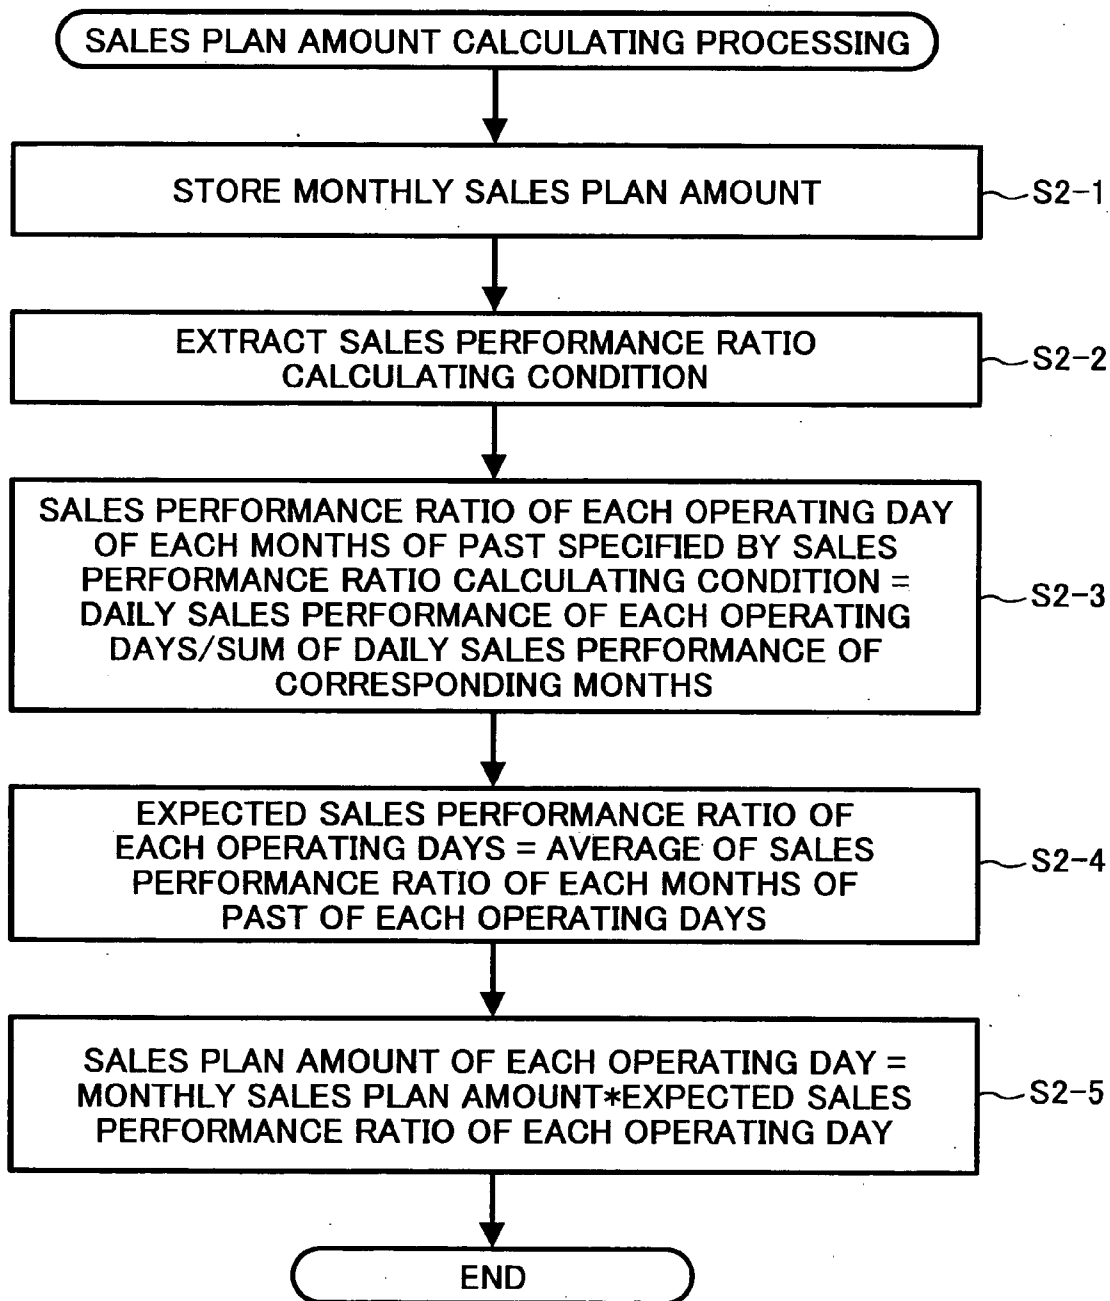 SALES PLAN AMOUNT CALCULATING PROCESSING
STORE MONTHLY SALES PLAN AMOUNT
S2-1
EXTRACT SALES PERFORMANCE RATIO
CALCULATING CONDITION
S2-2
SALES PERFORMANCE RATIO OF EACH OPERATING DAY
OF EACH MONTHS OF PAST SPECIFIED BY SALES
PERFORMANCE RATIO CALCULATING CONDITION =
DAILY SALES PERFORMANCE OF EACH OPERATING
DAYS/SUM OF DAILY SALES PERFORMANCE OF
CORRESPONDING MONTHS
S2-3
EXPECTED SALES PERFORMANCE RATIO OF
EACH OPERATING DAYS = AVERAGE OF SALES
PERFORMANCE RATIO OF EACH MONTHS OF
PAST OF EACH OPERATING DAYS
S2-4
SALES PLAN AMOUNT OF EACH OPERATING DAY =
MONTHLY SALES PLAN AMOUNT*EXPECTED SALES
PERFORMANCE RATIO OF EACH OPERATING DAY
S2-5
END